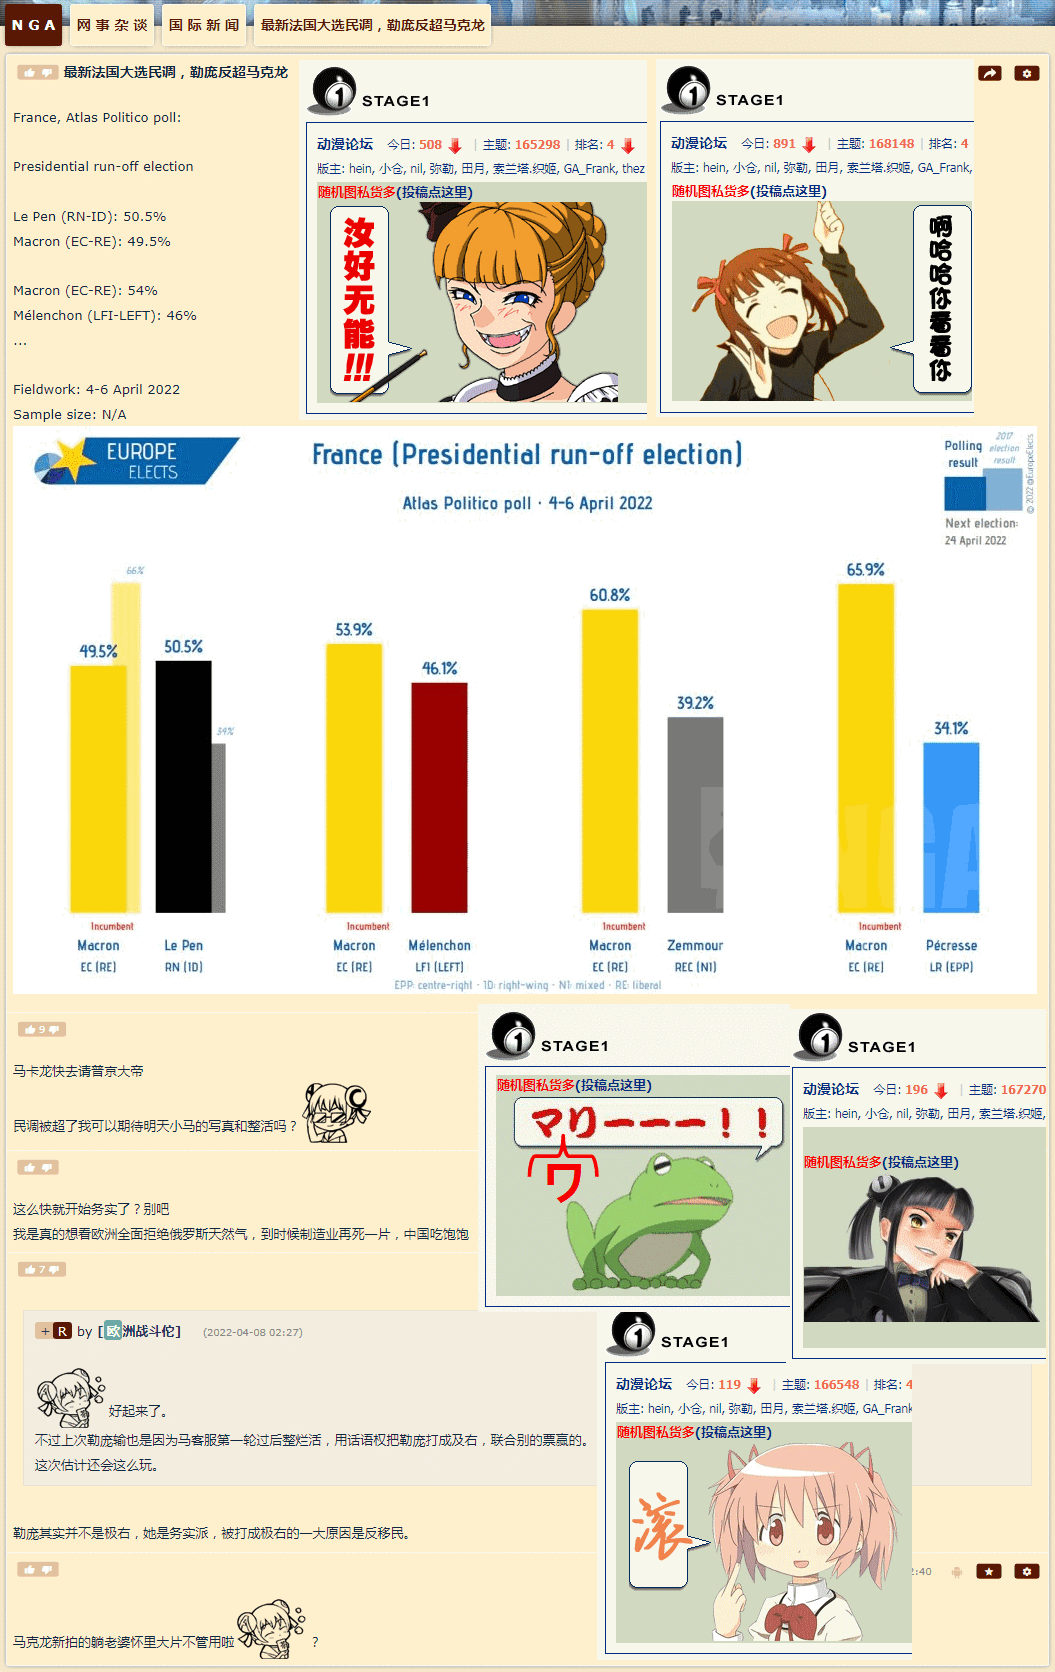 NGA
网事杂谈
国际新闻
最新法国大选民调，勒庞反超马克龙
最新法国大选民调，勒庞反超马克龙
France, Atlas Politico poll:
Presidential run-off election
Le Pen (RN-ID): 50.5%
Macron (EC-RE): 49.5%
Macron (EC-RE): 54%
Mélenchon (LFI-LEFT): 46%
...
Fieldwork: 4-6 April 2022
Sample size: N/A
1 STAGE1
动漫论坛 今日: 508 | 主题: 165298 | 排名: 4
版主: hein, 小仓, nil, 弥勒, 田月, 索兰塔.织姬, GA_Frank, thez
随机图私货多(投稿点这里)
汝好无能!!!
1 STAGE1
动漫论坛 今日: 891 | 主题: 168148 | 排名: 4
版主: hein, 小仓, nil, 弥勒, 田月, 索兰塔.织姬, GA_Frank,
随机图私货多(投稿点这里)
啊哈哈你看看你
EUROPE
ELECTS
France (Presidential run-off election)
Atlas Politico poll · 4-6 April 2022
Polling
result
2017
election
result
© 2022 @EuropeElects
Next election:
24 April 2022
66%
49.5%
50.5%
34%
53.9%
46.1%
60.8%
39.2%
65.9%
34.1%
Incumbent
Incumbent
Incumbent
Incumbent
Macron
EC (RE)
Le Pen
RN (ID)
Macron
EC (RE)
Mélenchon
LFI (LEFT)
Macron
EC (RE)
Zemmour
REC (NI)
Macron
EC (RE)
Pécresse
LR (EPP)
EPP: centre-right · ID: right-wing · NI: mixed · RE: liberal
9
马卡龙快去请普京大帝
民调被超了我可以期待明天小马的写真和整活吗？
1 STAGE1
随机图私货多(投稿点这里)
マリーーー！！
ワ
1 STAGE1
动漫论坛 今日: 196 | 主题: 167270
版主: hein, 小仓, nil, 弥勒, 田月, 索兰塔.织姬,
随机图私货多(投稿点这里)
这么快就开始务实了？别吧
我是真的想看欧洲全面拒绝俄罗斯天然气，到时候制造业再死一片，中国吃饱饱
7
+ R by [欧洲战斗佗] (2022-04-08 02:27)
好起来了。
不过上次勒庞输也是因为马客服第一轮过后整烂活，用话语权把勒庞打成及右，联合别的票赢的。
这次估计还会这么玩。
勒庞其实并不是极右，她是务实派，被打成极右的一大原因是反移民。
1 STAGE1
动漫论坛 今日: 119 | 主题: 166548 | 排名: 4
版主: hein, 小仓, nil, 弥勒, 田月, 索兰塔.织姬, GA_Frank
随机图私货多(投稿点这里)
滚
2:40
马克龙新拍的躺老婆怀里大片不管用啦 ？